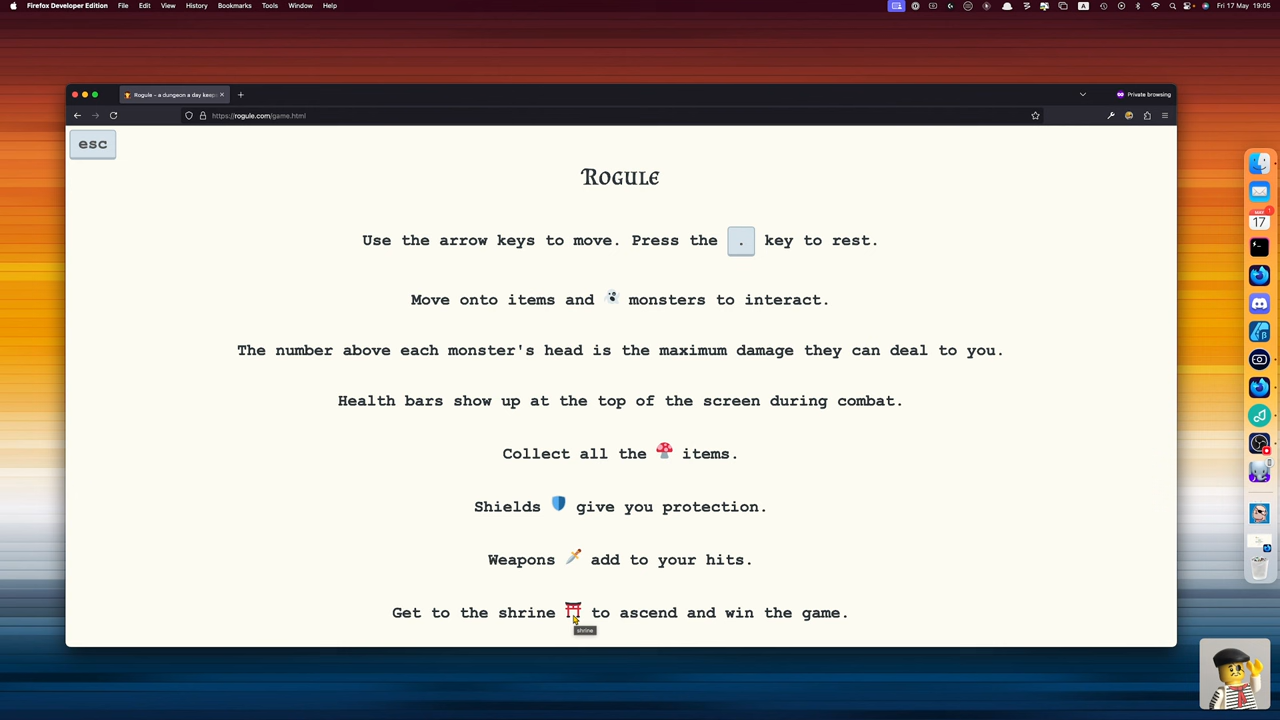 Firefox Developer Edition File Edit View History Bookmarks Tools Window Help
A
Fri 17 May 19:05
Rogule - a dungeon a day keeps
Private browsing
https://rogule.com/game.html
esc
Rogule
Use the arrow keys to move. Press the . key to rest.
Move onto items and monsters to interact.
The number above each monster's head is the maximum damage they can deal to you.
Health bars show up at the top of the screen during combat.
Collect all the items.
Shields give you protection.
Weapons add to your hits.
Get to the shrine to ascend and win the game.
shrine
17